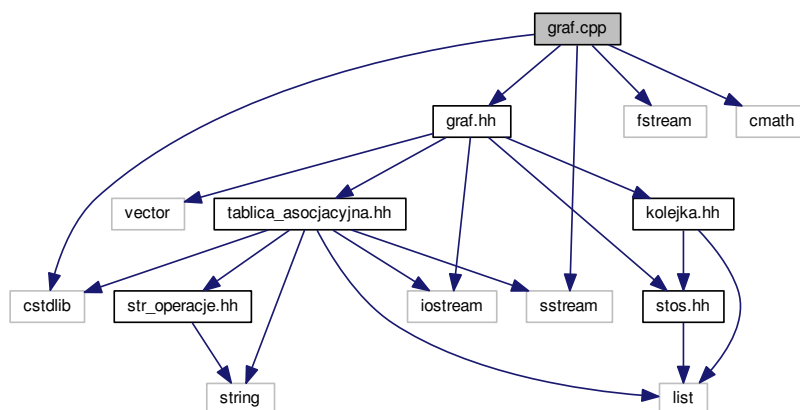 graf.cpp
graf.hh
fstream
cmath
vector
tablica_asocjacyjna.hh
kolejka.hh
cstdlib
str_operacje.hh
iostream
sstream
stos.hh
string
list